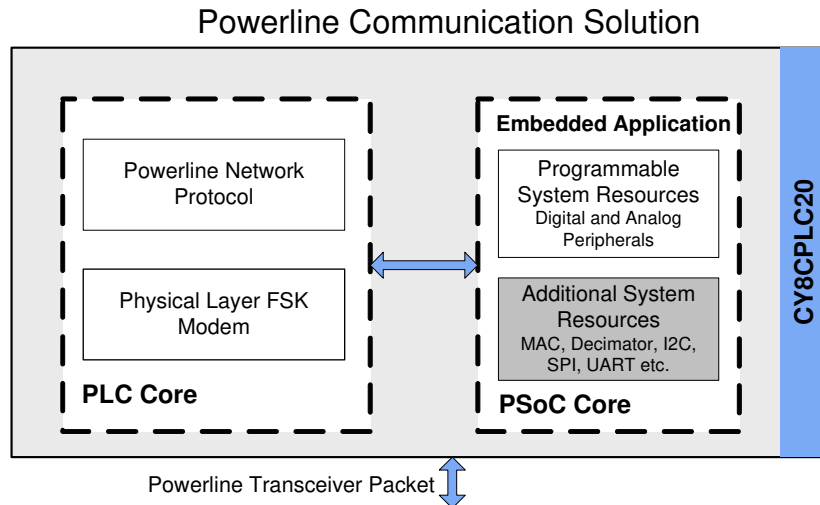 Powerline Communication Solution
Powerline Network
Protocol
Physical Layer FSK
Modem
PLC Core
Embedded Application
Programmable
System Resources
Digital and Analog
Peripherals
Additional System
Resources
MAC, Decimator, I2C,
SPI, UART etc.
PSoC Core
CY8CPLC20
Powerline Transceiver Packet